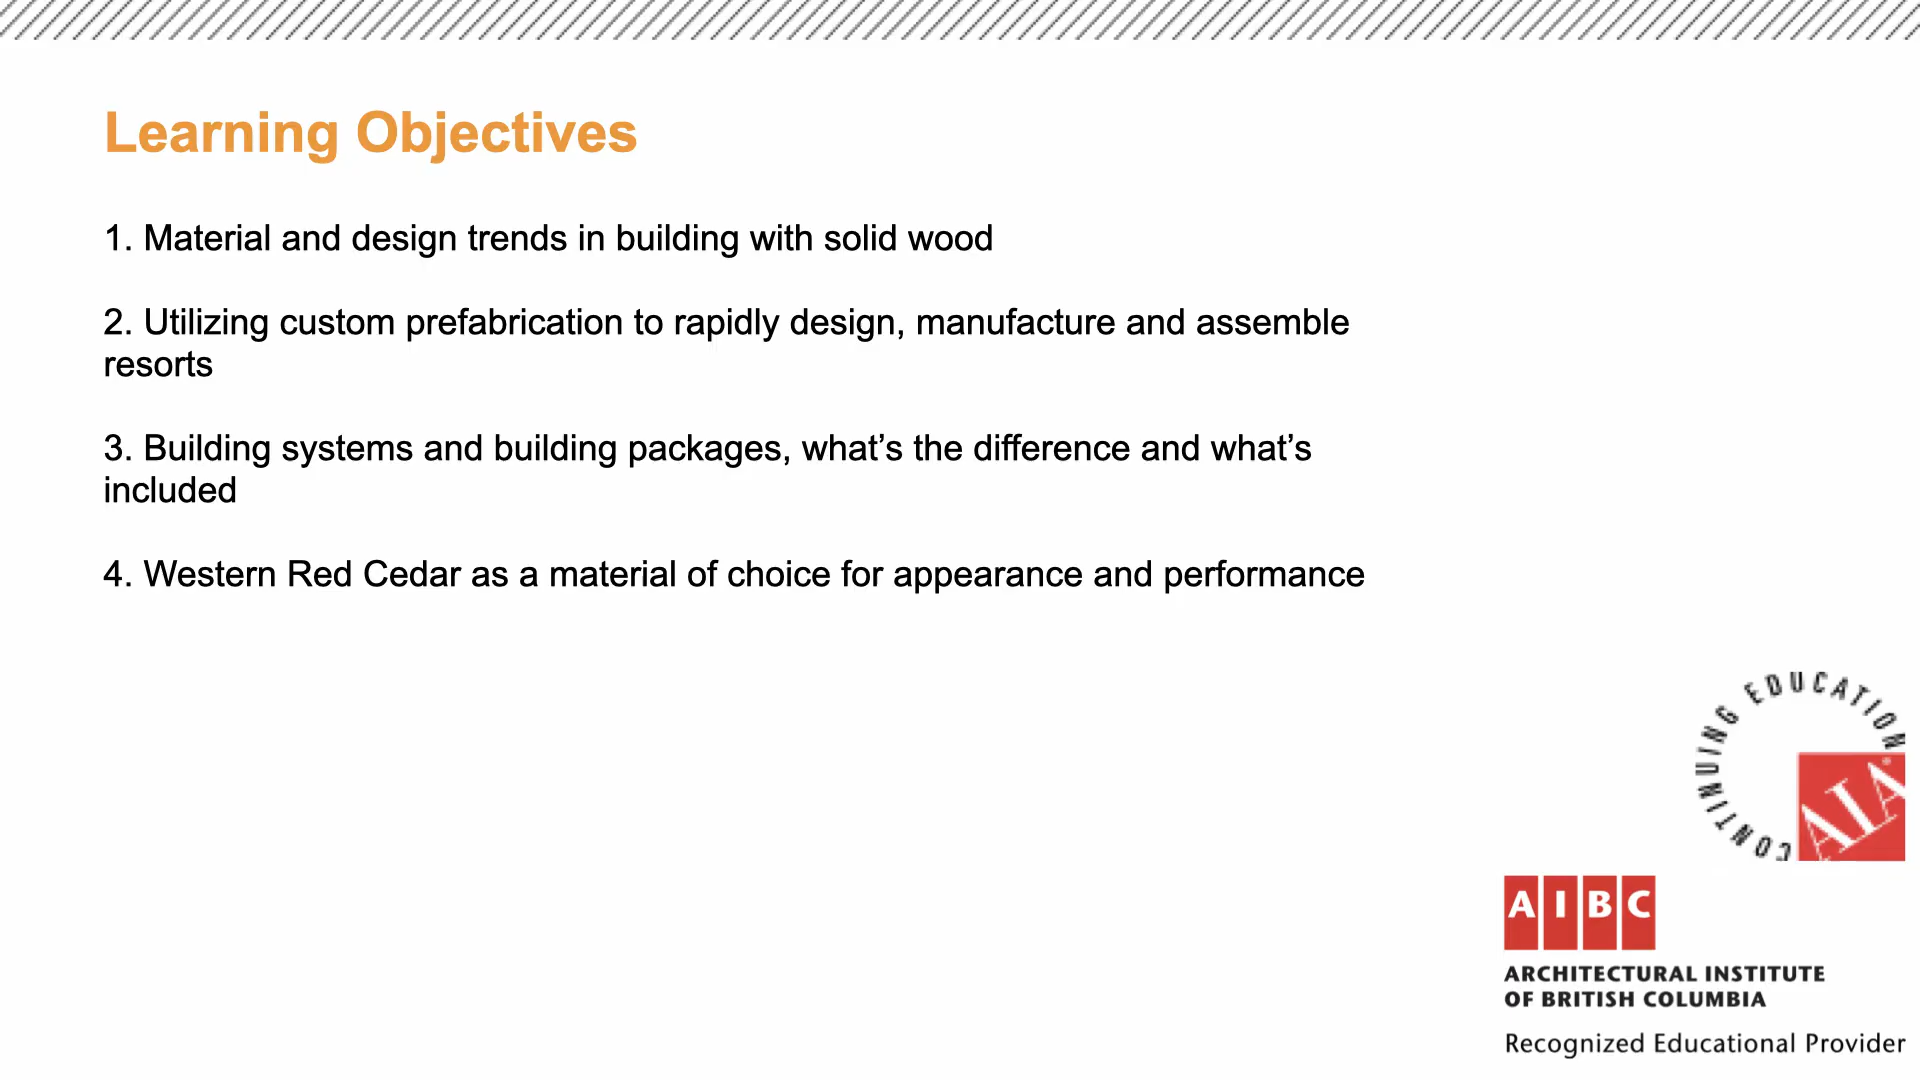 Learning Objectives
1. Material and design trends in building with solid wood
2. Utilizing custom prefabrication to rapidly design, manufacture and assemble
resorts
3. Building systems and building packages, what’s the difference and what’s
included
4. Western Red Cedar as a material of choice for appearance and performance
CONTINUING EDUCATION
AIA
AIBC
ARCHITECTURAL INSTITUTE
OF BRITISH COLUMBIA
Recognized Educational Provider